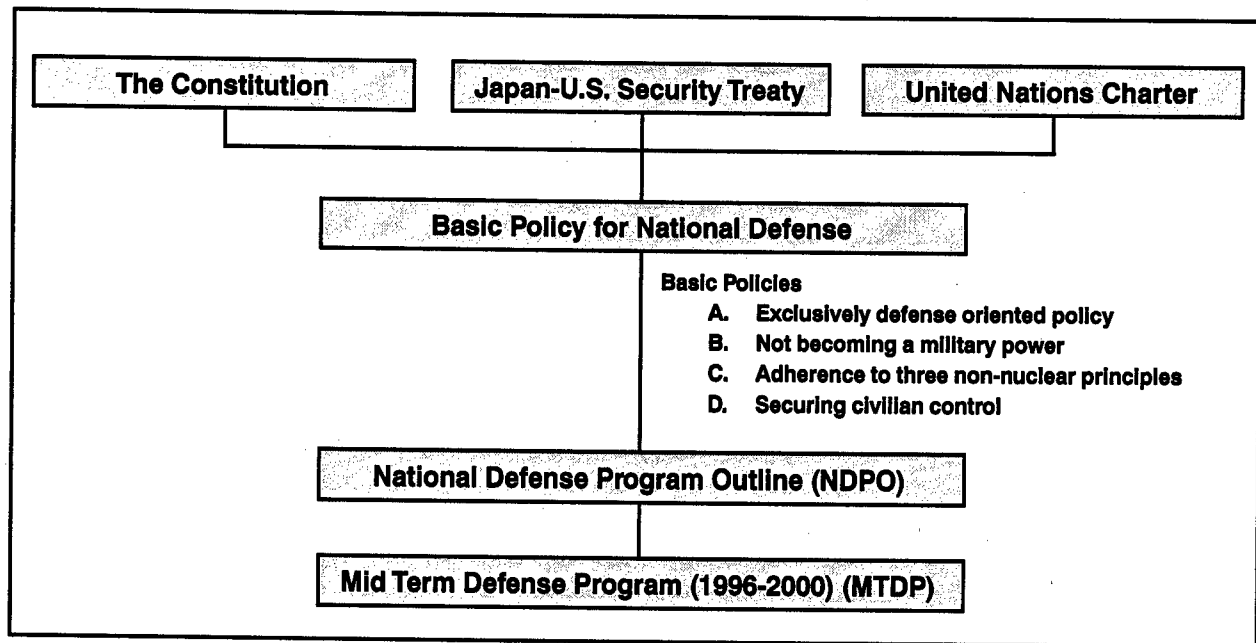 The Constitution
Japan-U.S. Security Treaty
United Nations Charter
Basic Policy for National Defense
Basic Policies
A. Exclusively defense oriented policy
B. Not becoming a military power
C. Adherence to three non-nuclear principles
D. Securing civilian control
National Defense Program Outline (NDPO)
Mid Term Defense Program (1996-2000) (MTDP)